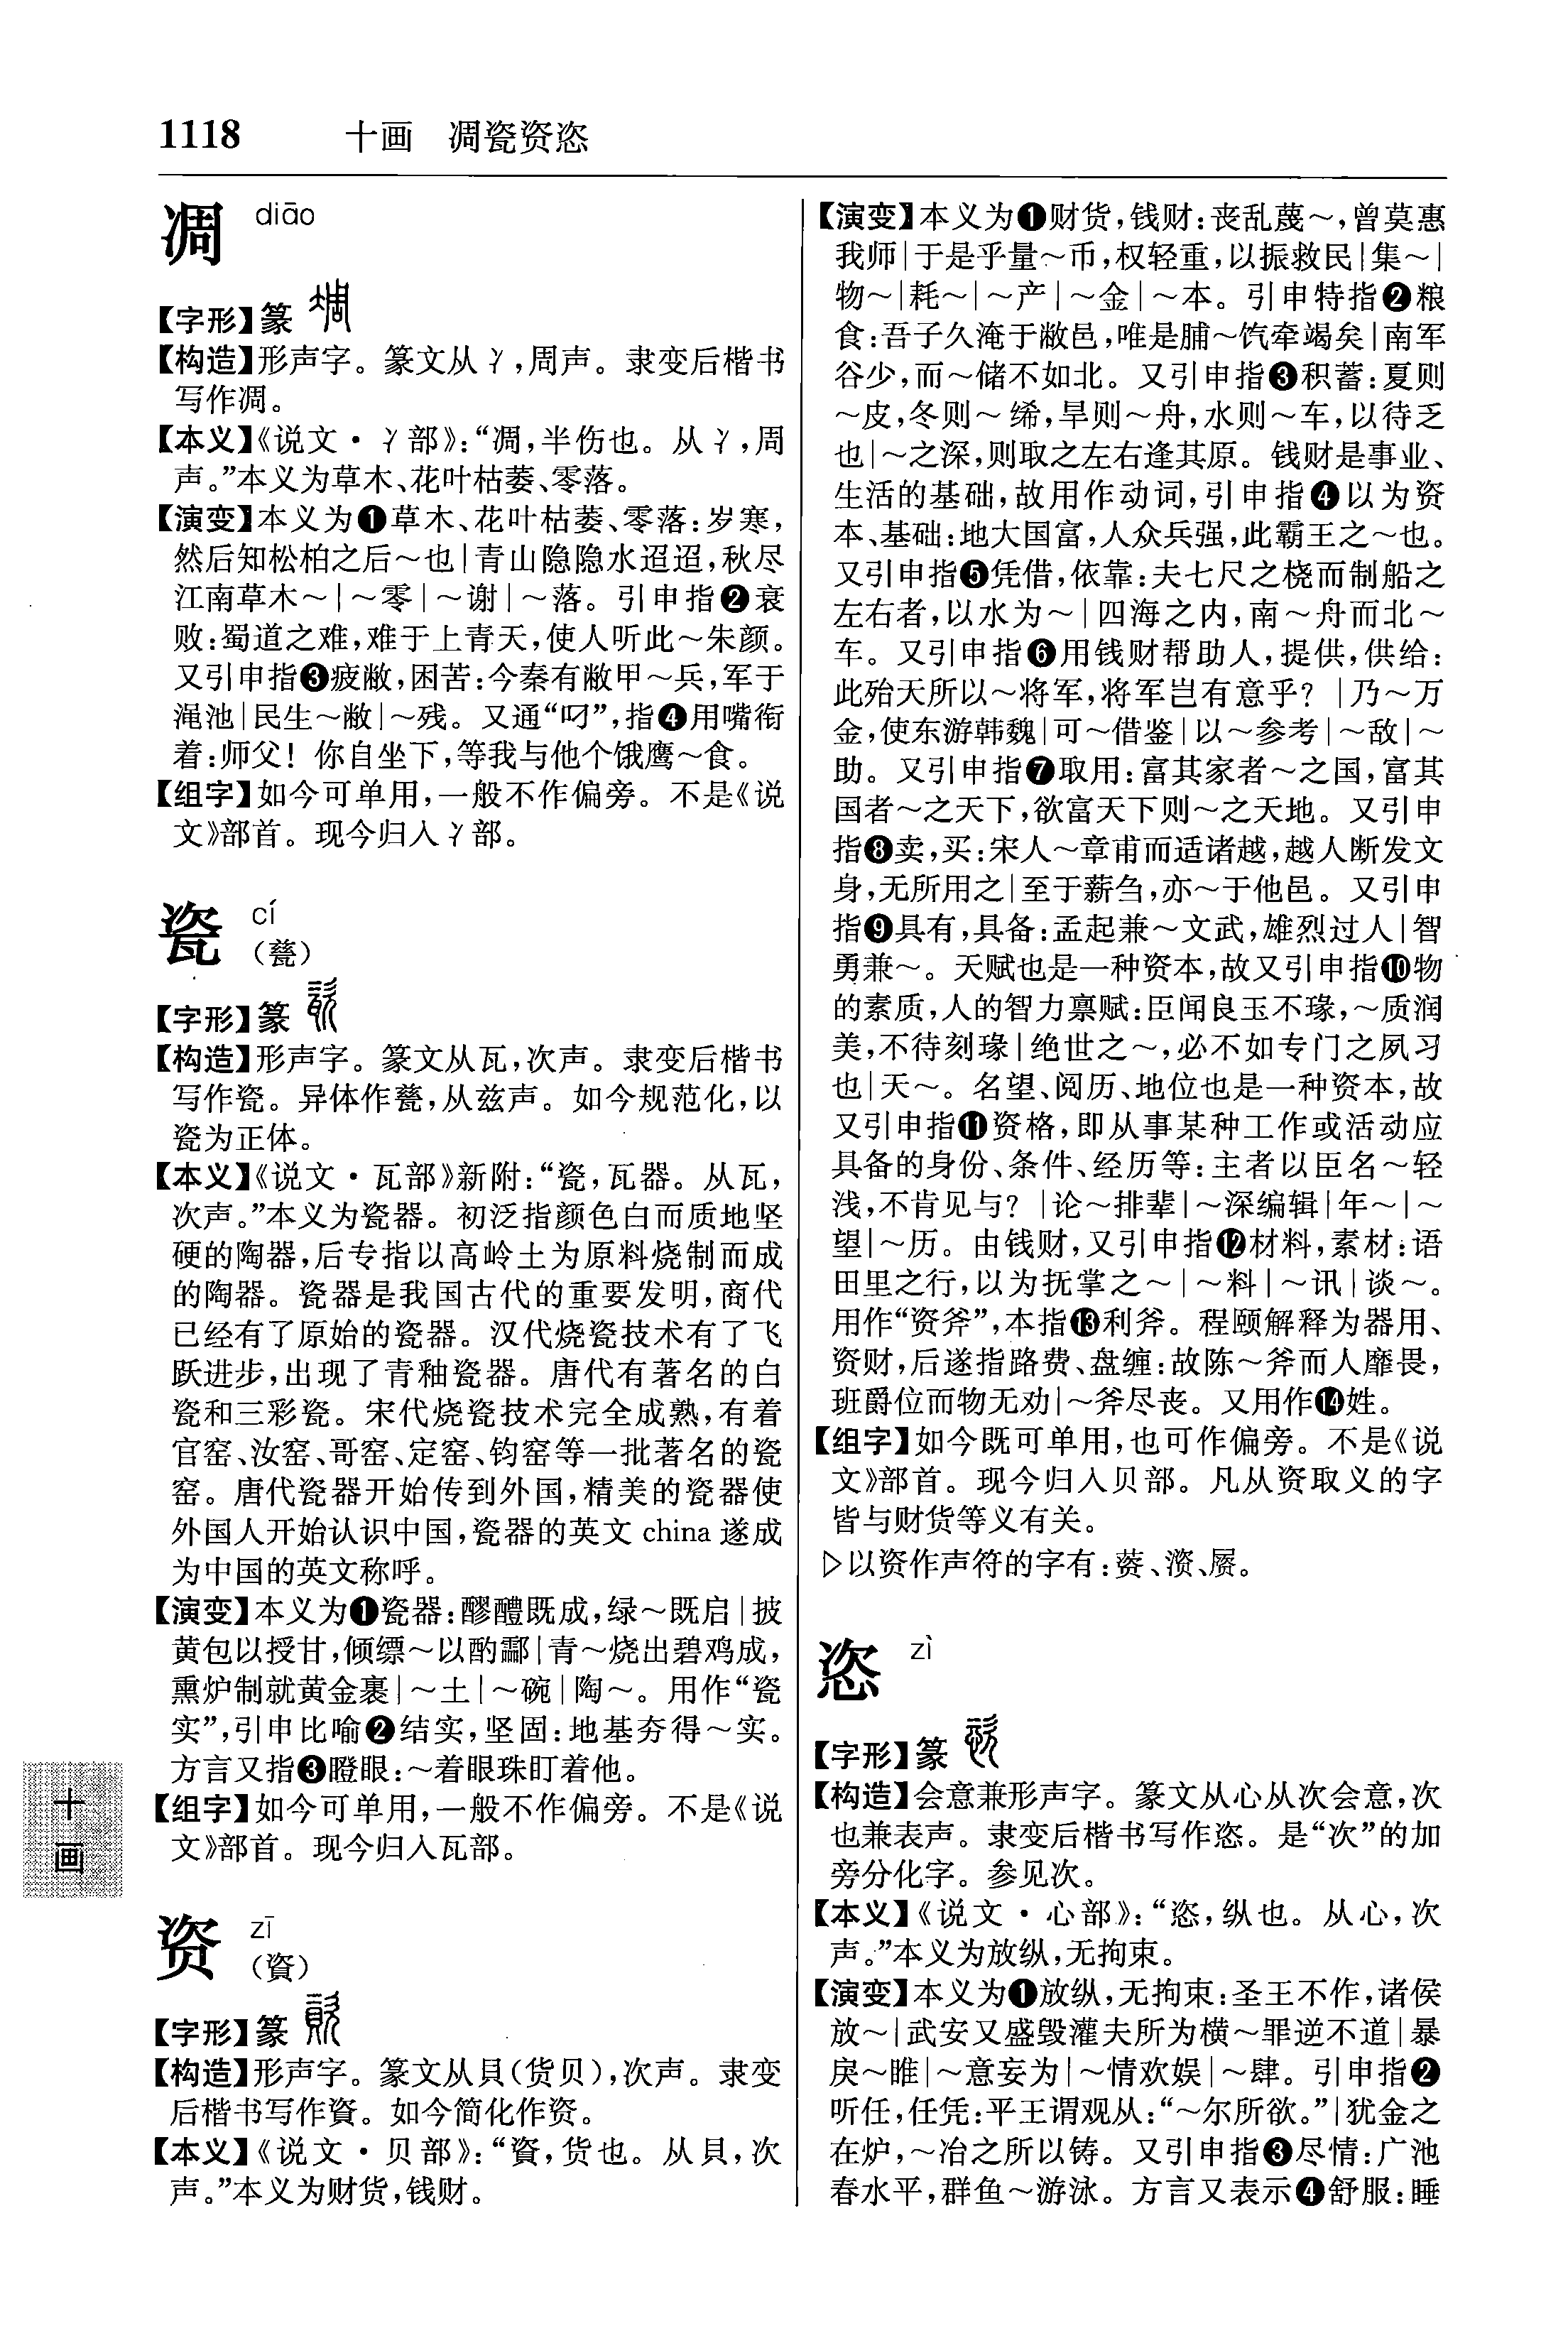 1118 十画 凋瓷资恣
凋 diāo
【字形】篆
【构造】形声字。篆文从冫,周声。隶变后楷书
写作凋。
【本义】《说文·冫部》:“凋,半伤也。从冫,周
声。”本义为草木、花叶枯萎、零落。
【演变】本义为❶草木、花叶枯萎、零落:岁寒,
然后知松柏之后～也|青山隐隐水迢迢,秋尽
江南草木～|～零|～谢|～落。引申指❷衰
败:蜀道之难,难于上青天,使人听此～朱颜。
又引申指❸疲敝,困苦:今秦有敝甲～兵,军于
渑池|民生～敝|～残。又通“叼”,指❹用嘴衔
着:师父!你自坐下,等我与他个饿鹰～食。
【组字】如今可单用,一般不作偏旁。不是《说
文》部首。现今归入冫部。
瓷 cí
(甆)
【字形】篆
【构造】形声字。篆文从瓦,次声。隶变后楷书
写作瓷。异体作甆,从兹声。如今规范化,以
瓷为正体。
【本义】《说文·瓦部》新附:“瓷,瓦器。从瓦,
次声。”本义为瓷器。初泛指颜色白而质地坚
硬的陶器,后专指以高岭土为原料烧制而成
的陶器。瓷器是我国古代的重要发明,商代
已经有了原始的瓷器。汉代烧瓷技术有了飞
跃进步,出现了青釉瓷器。唐代有著名的白
瓷和三彩瓷。宋代烧瓷技术完全成熟,有着
官窑、汝窑、哥窑、定窑、钧窑等一批著名的瓷
窑。唐代瓷器开始传到外国,精美的瓷器使
外国人开始认识中国,瓷器的英文 china 遂成
为中国的英文称呼。
【演变】本义为❶瓷器:醪醴既成,绿～既启|披
黄包以授甘,倾缥～以酌酃|青～烧出碧鸡成,
熏炉制就黄金裹|～土|～碗|陶～。用作“瓷
实”,引申比喻❷结实,坚固:地基夯得～实。
方言又指❸瞪眼:～着眼珠盯着他。
【组字】如今可单用,一般不作偏旁。不是《说
文》部首。现今归入瓦部。
十
画
资 zī
(資)
【字形】篆
【构造】形声字。篆文从貝(货贝),次声。隶变
后楷书写作資。如今简化作资。
【本义】《说文·贝部》:“資,货也。从貝,次
声。”本义为财货,钱财。
【演变】本义为❶财货,钱财:丧乱蔑～,曾莫惠
我师|于是乎量～币,权轻重,以振救民|集～|
物～|耗～|～产|～金|～本。引申特指❷粮
食:吾子久淹于敝邑,唯是脯～饩牵竭矣|南军
谷少,而～储不如北。又引申指❸积蓄:夏则
～皮,冬则～𫄨,旱则～舟,水则～车,以待乏
也|～之深,则取之左右逢其原。钱财是事业、
生活的基础,故用作动词,引申指❹以为资
本、基础:地大国富,人众兵强,此霸王之～也。
又引申指❺凭借,依靠:夫七尺之桡而制船之
左右者,以水为～|四海之内,南～舟而北～
车。又引申指❻用钱财帮助人,提供,供给:
此殆天所以～将军,将军岂有意乎?|乃～万
金,使东游韩魏|可～借鉴|以～参考|～敌|～
助。又引申指❼取用:富其家者～之国,富其
国者～之天下,欲富天下则～之天地。又引申
指❽卖,买:宋人～章甫而适诸越,越人断发文
身,无所用之|至于薪刍,亦～于他邑。又引申
指❾具有,具备:孟起兼～文武,雄烈过人|智
勇兼～。天赋也是一种资本,故又引申指❿物
的素质,人的智力禀赋:臣闻良玉不瑑,～质润
美,不待刻瑑|绝世之～,必不如专门之夙习
也|天～。名望、阅历、地位也是一种资本,故
又引申指⓫资格,即从事某种工作或活动应
具备的身份、条件、经历等:主者以臣名～轻
浅,不肯见与?|论～排辈|～深编辑|年～|～
望|～历。由钱财,又引申指⓬材料,素材:语
田里之行,以为抚掌之～|～料|～讯|谈～。
用作“资斧”,本指⓭利斧。程颐解释为器用、
资财,后遂指路费、盘缠:故陈～斧而人靡畏,
班爵位而物无劝|～斧尽丧。又用作⓮姓。
【组字】如今既可单用,也可作偏旁。不是《说
文》部首。现今归入贝部。凡从资取义的字
皆与财货等义有关。
▷以资作声符的字有:薋、濽、屦。
恣 zì
【字形】篆
【构造】会意兼形声字。篆文从心从次会意,次
也兼表声。隶变后楷书写作恣。是“次”的加
旁分化字。参见次。
【本义】《说文·心部》:“恣,纵也。从心,次
声。”本义为放纵,无拘束。
【演变】本义为❶放纵,无拘束:圣王不作,诸侯
放～|武安又盛毁灌夫所为横～罪逆不道|暴
戾～睢|～意妄为|～情欢娱|～肆。引申指❷
听任,任凭:平王谓观从:“～尔所欲。”|犹金之
在炉,～冶之所以铸。又引申指❸尽情:广池
春水平,群鱼～游泳。方言又表示❹舒服:睡